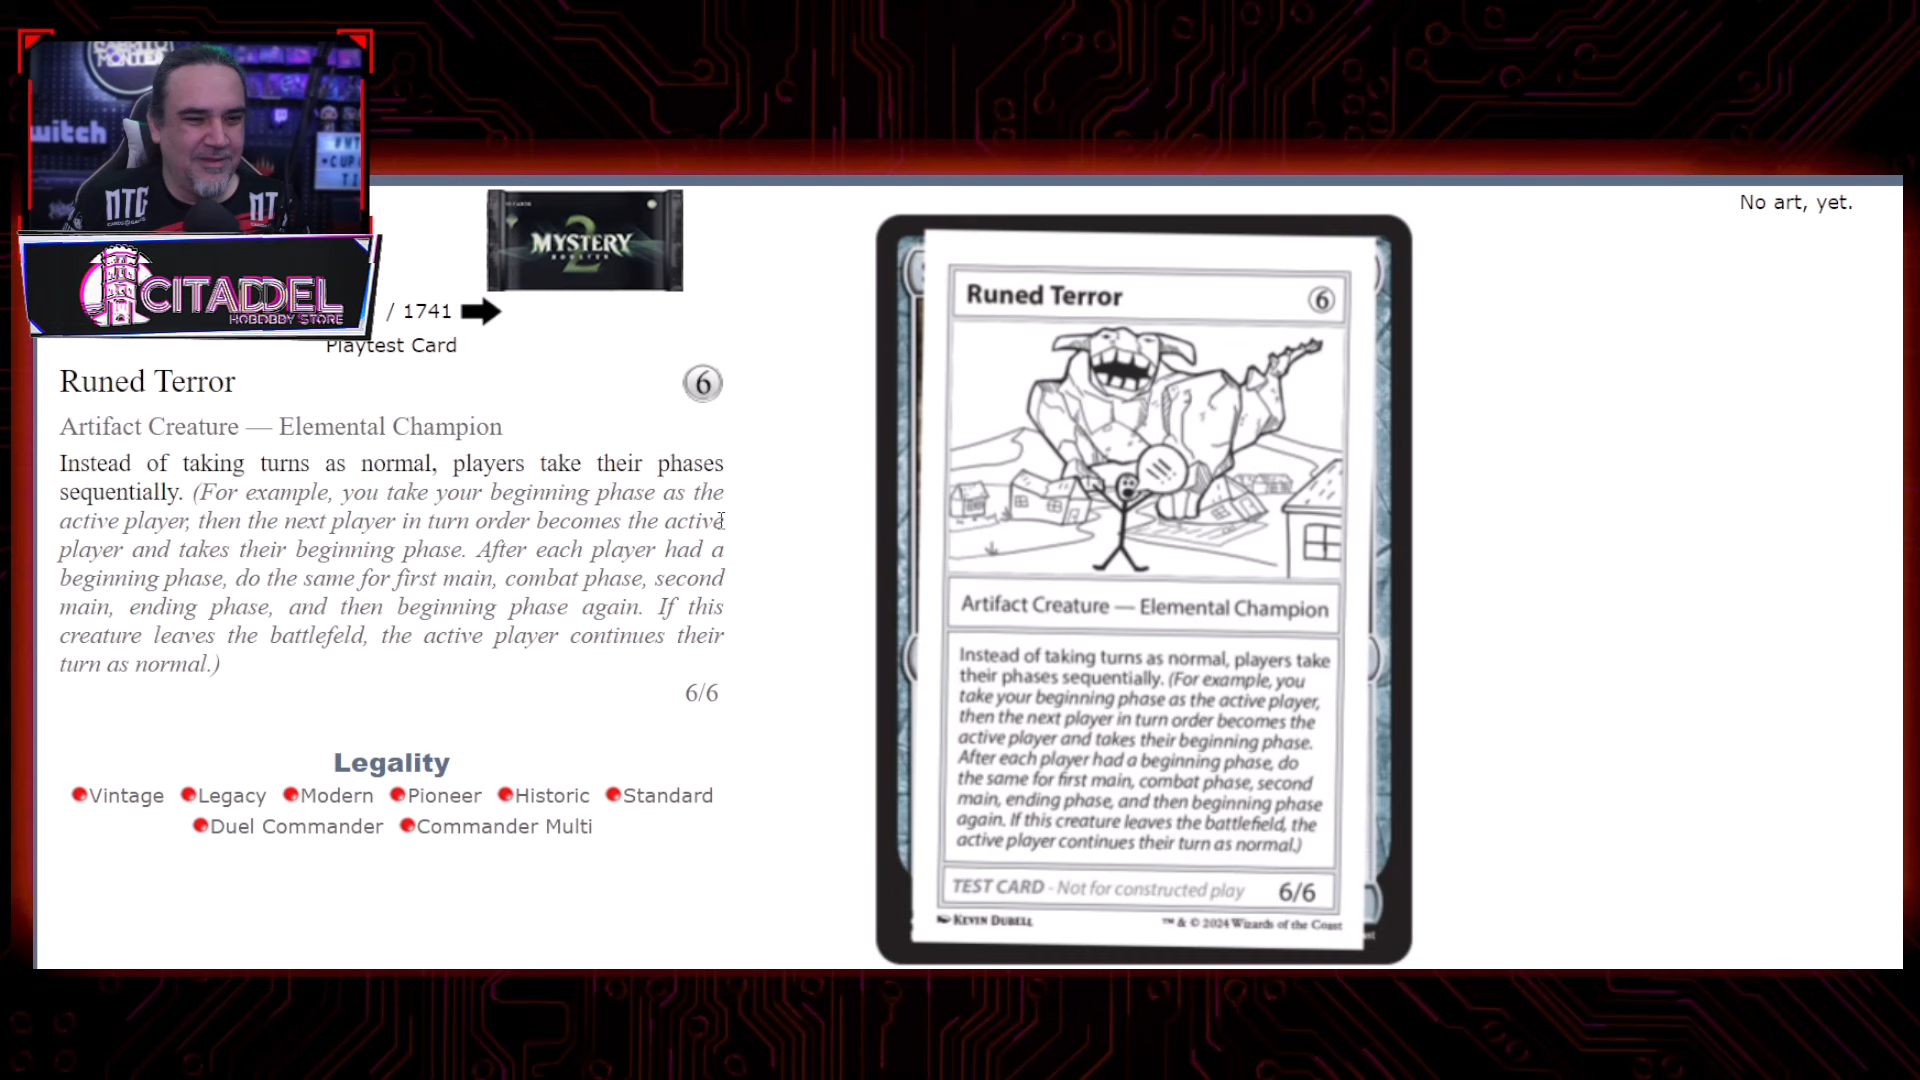 CABRITO MONTÉS
witch
MTG
MT
CITADDEL
HOBDBBY STORE
MYSTERY
2
BOOSTER
No art, yet.
/ 1741
Playtest Card
Runed Terror
6
Artifact Creature — Elemental Champion
Instead of taking turns as normal, players take their phases
sequentially. (For example, you take your beginning phase as the
active player, then the next player in turn order becomes the active
player and takes their beginning phase. After each player had a
beginning phase, do the same for first main, combat phase, second
main, ending phase, and then beginning phase again. If this
creature leaves the battlefeld, the active player continues their
turn as normal.)
6/6
Legality
Vintage Legacy Modern Pioneer Historic Standard
Duel Commander Commander Multi
Runed Terror
6
Artifact Creature — Elemental Champion
Instead of taking turns as normal, players take
their phases sequentially. (For example, you
take your beginning phase as the active player,
then the next player in turn order becomes the
active player and takes their beginning phase.
After each player had a beginning phase, do
the same for first main, combat phase, second
main, ending phase, and then beginning phase
again. If this creature leaves the battlefield, the
active player continues their turn as normal.)
TEST CARD - Not for constructed play
6/6
KEVIN DUBELL
™ & © 2024 Wizards of the Coast